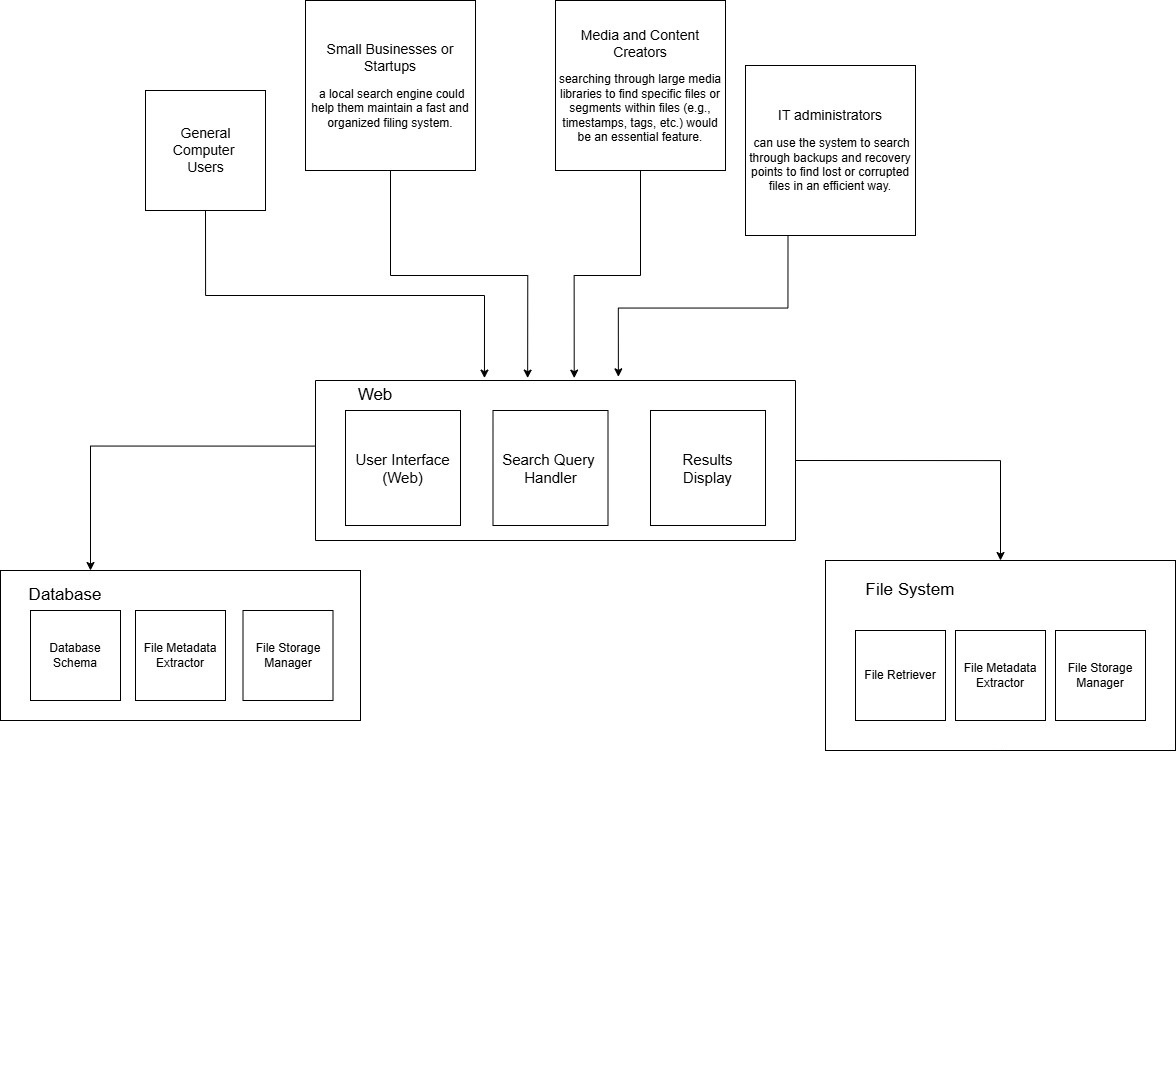 General
Computer
Users
Small Businesses or
Startups
a local search engine could
help them maintain a fast and
organized filing system.
Media and Content
Creators
searching through large media
libraries to find specific files or
segments within files (e.g.,
timestamps, tags, etc.) would
be an essential feature.
IT administrators
can use the system to search
through backups and recovery
points to find lost or corrupted
files in an efficient way.
Web
User Interface
(Web)
Search Query
Handler
Results
Display
Database
Database
Schema
File Metadata
Extractor
File Storage
Manager
File System
File Retriever
File Metadata
Extractor
File Storage
Manager